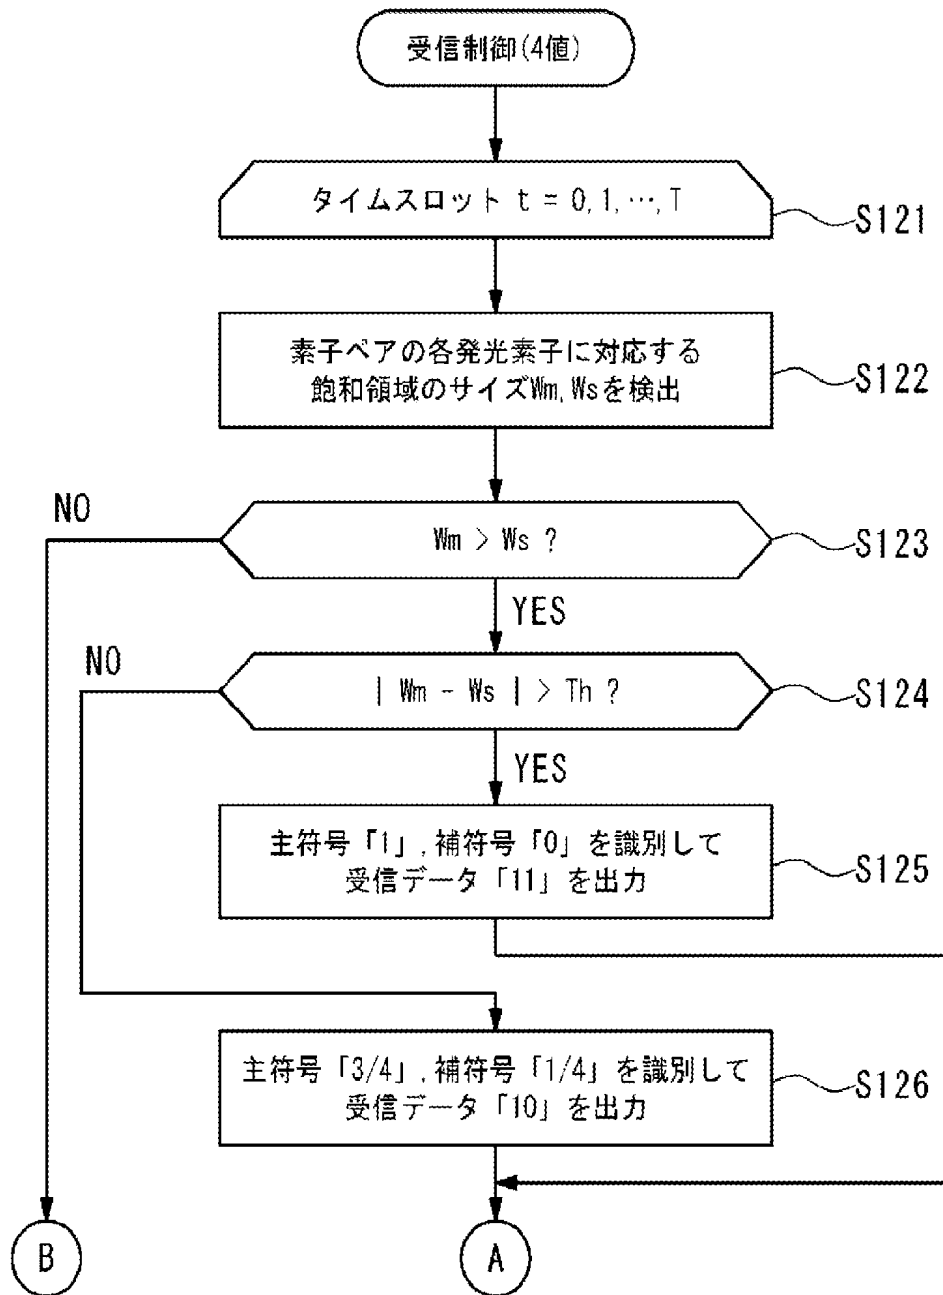 受信制御(4値)
タイムスロット t = 0,1,…,T
S121
素子ペアの各発光素子に対応する
飽和領域のサイズWm,Wsを検出
S122
NO
Wm > Ws ?
S123
YES
NO
| Wm - Ws | > Th ?
S124
YES
主符号「1」,補符号「0」を識別して
受信データ「11」を出力
S125
主符号「3/4」,補符号「1/4」を識別して
受信データ「10」を出力
S126
B
A